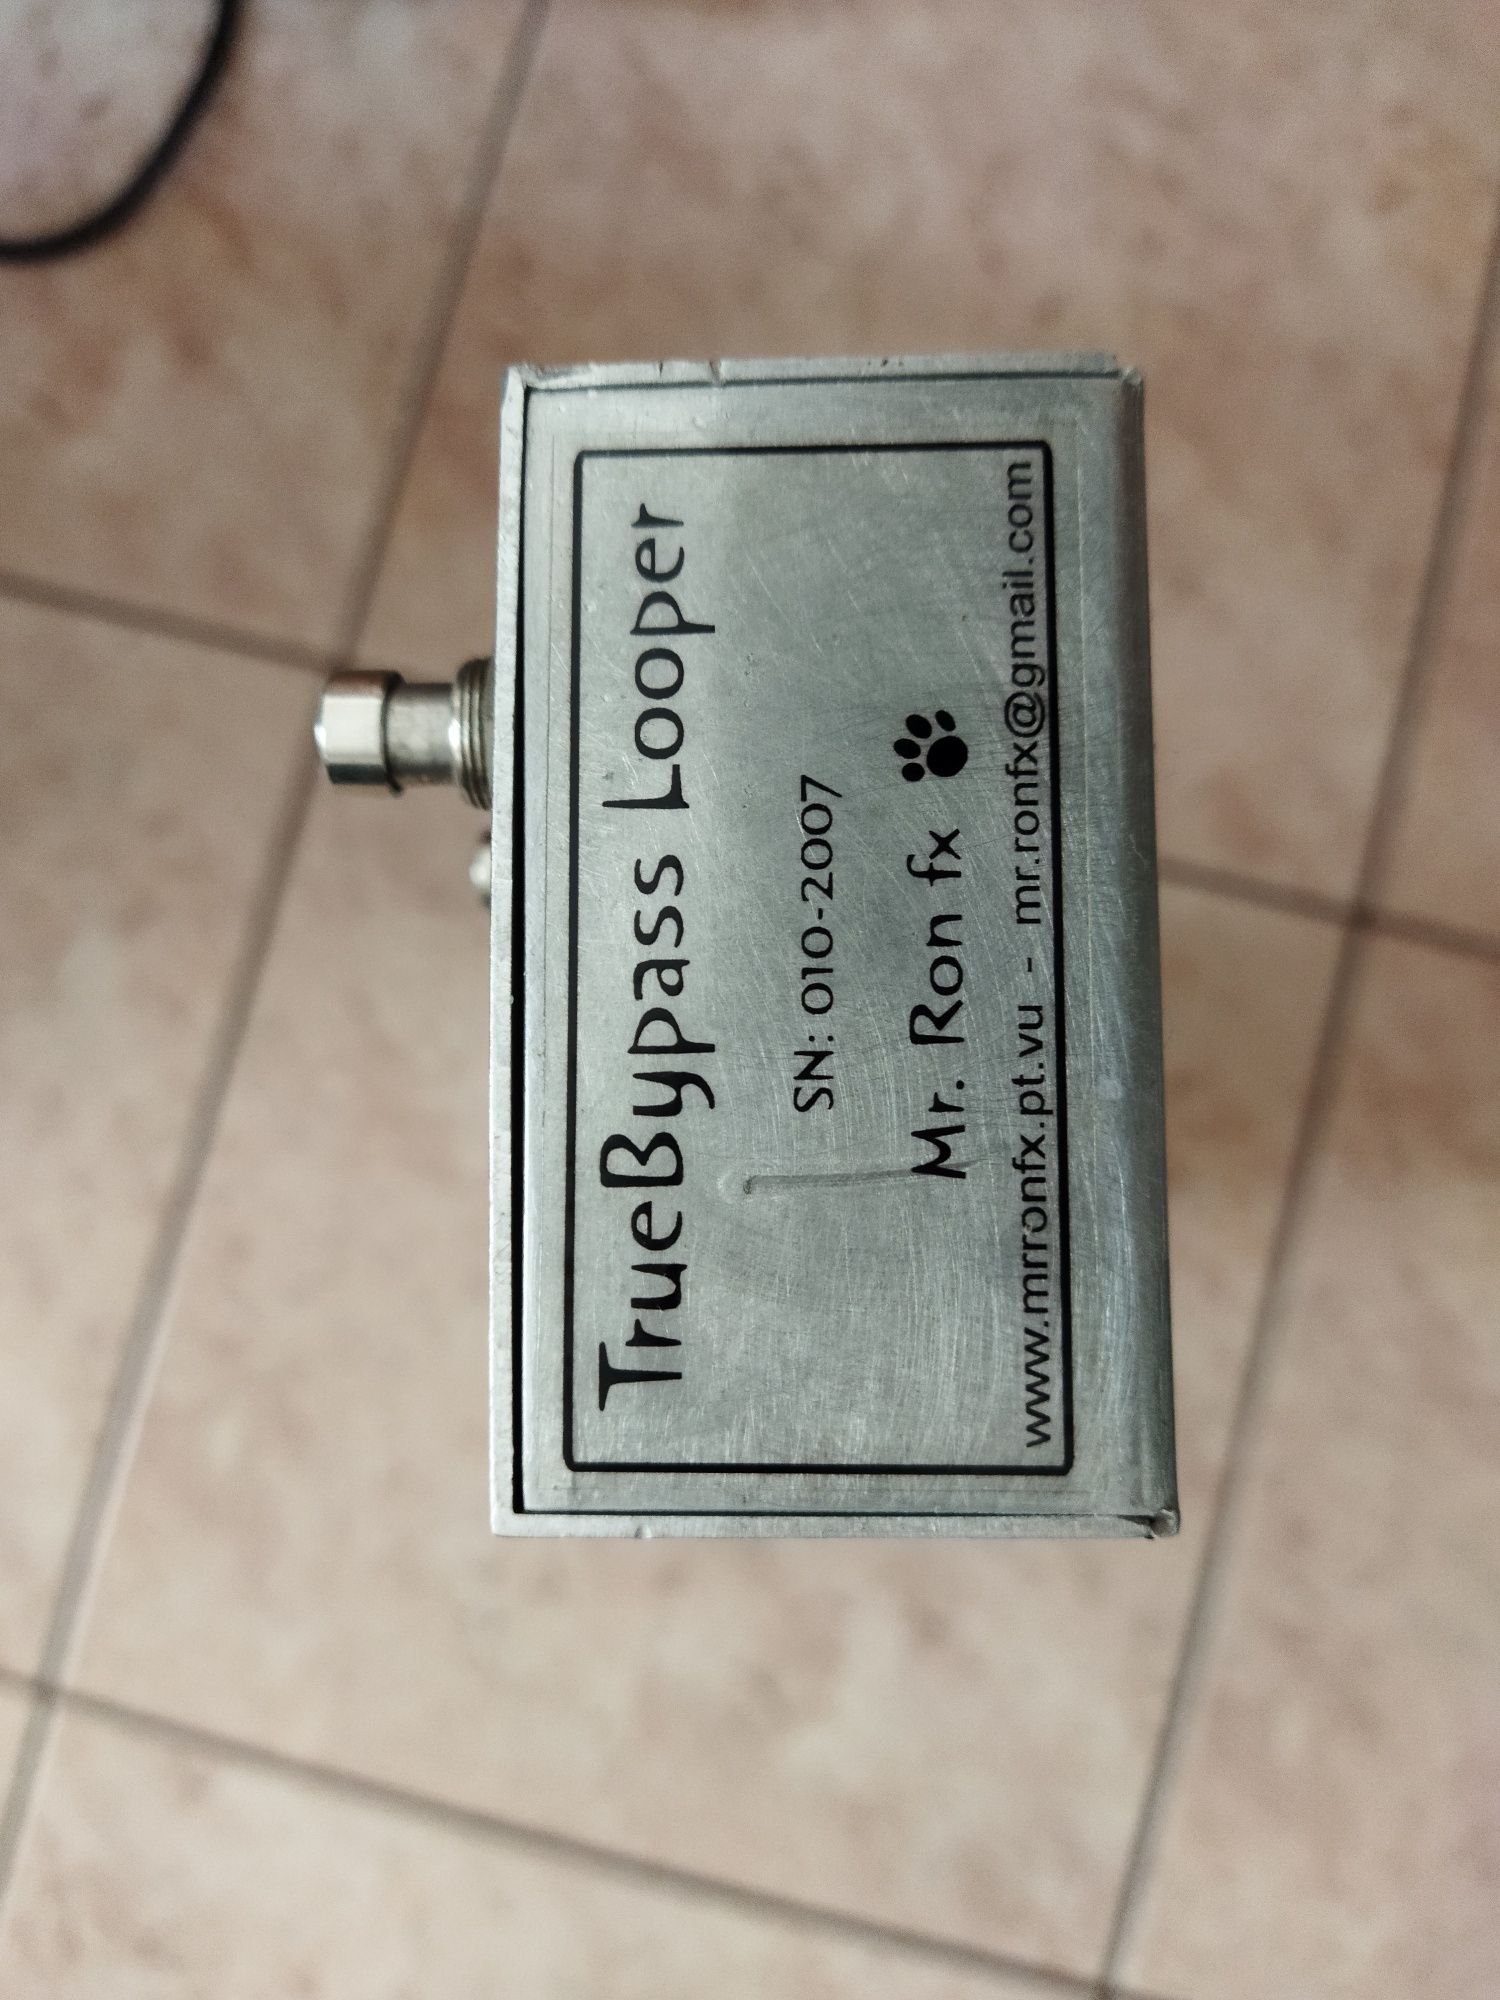 TrueBypass Looper
SN: 010-2007
Mr. Ron fx
www.mrronfx.pt.vu - mr.ronfx@gmail.com